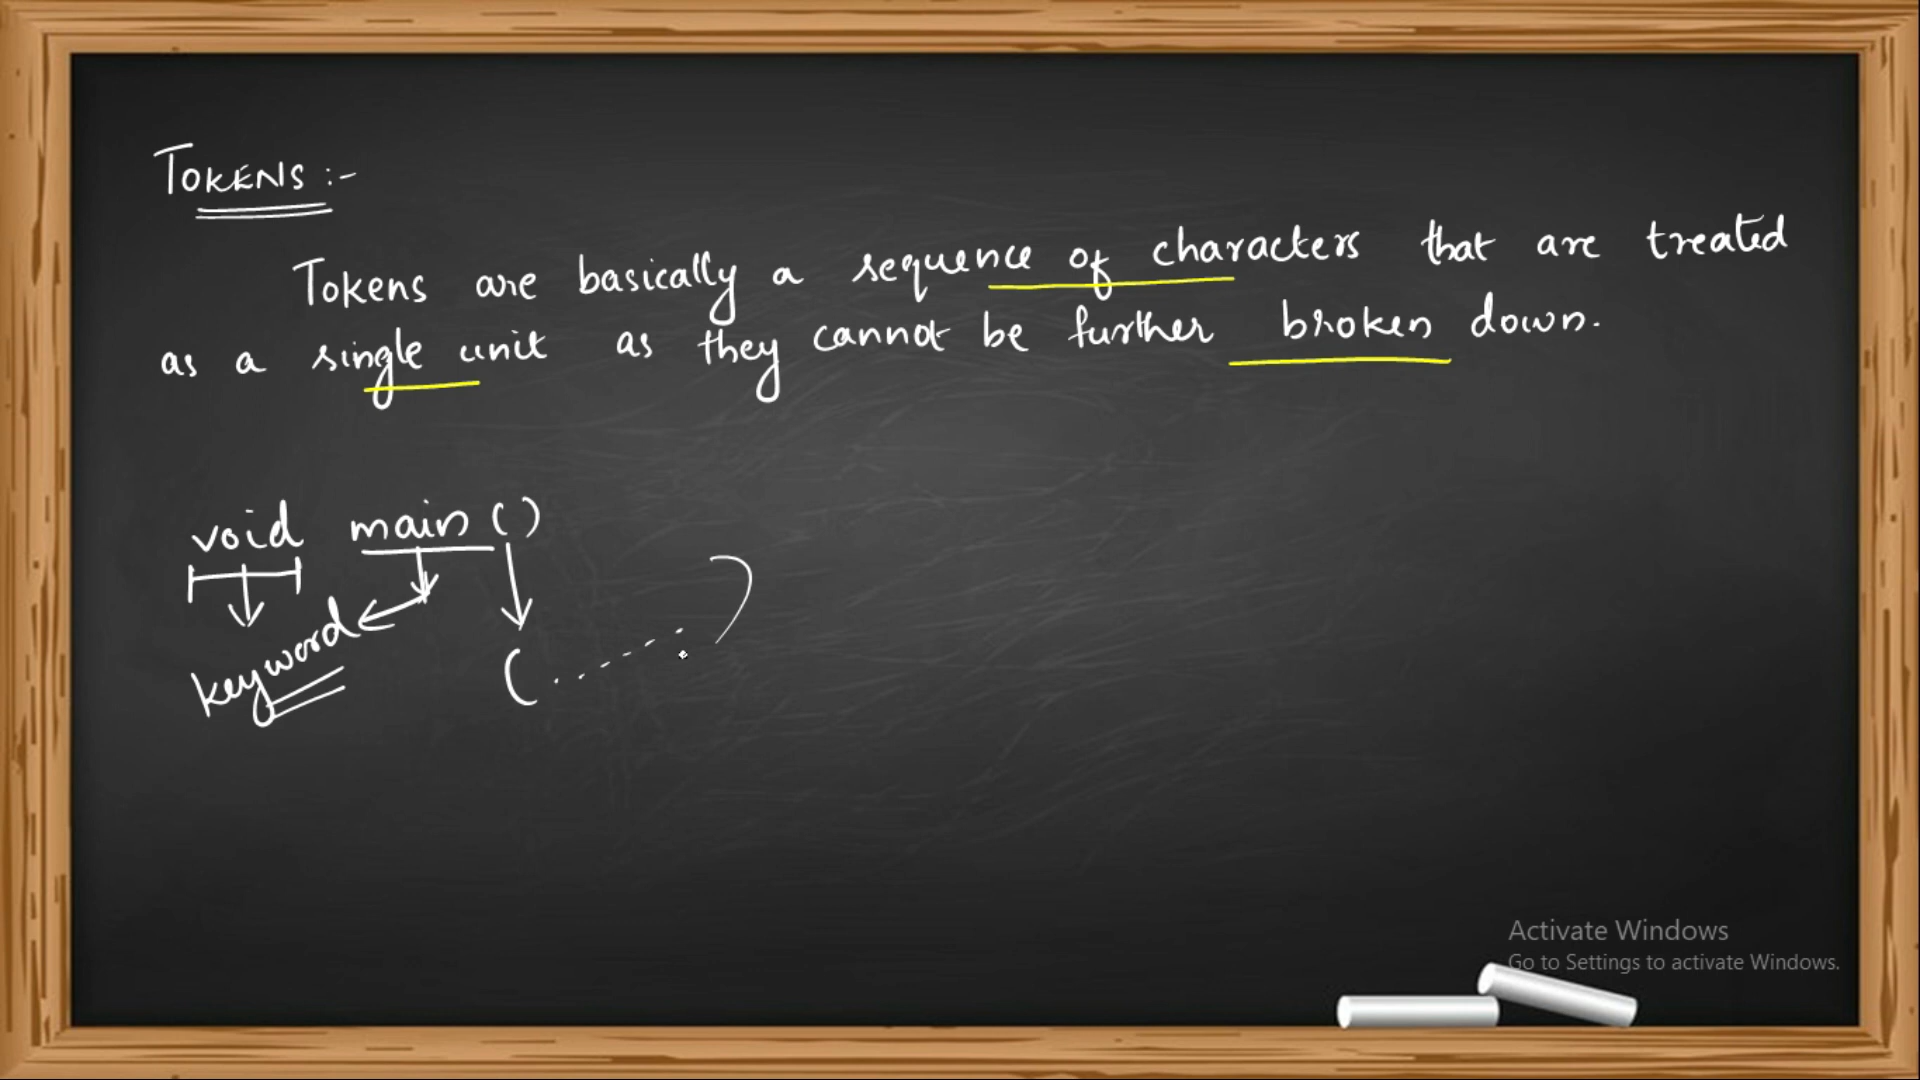 TOKENS :-
Tokens are basically a sequence of characters that are treated
as a single unit as they cannot be further broken down.
void main ()
keyword
( )
Activate Windows
Go to Settings to activate Windows.